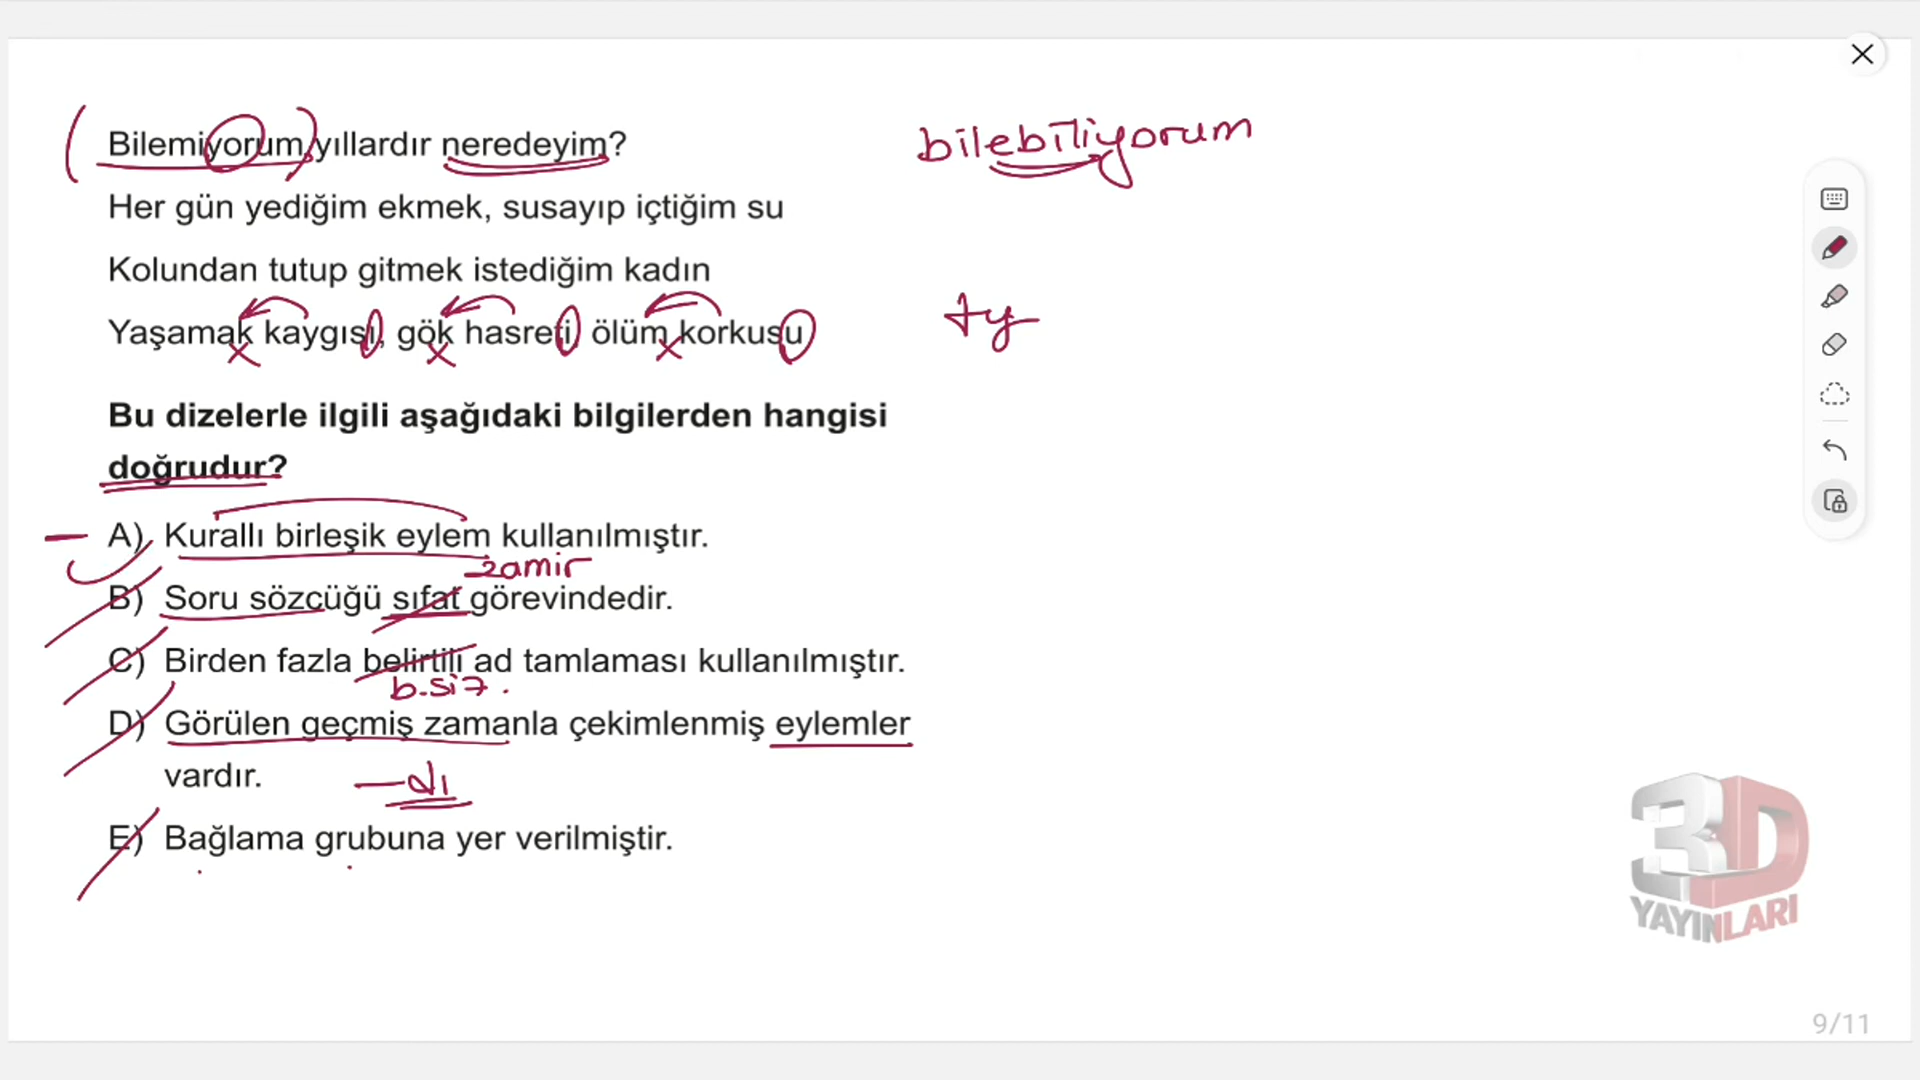 Bilemiyorum, yıllardır neredeyim?
bilebiliyorum
Her gün yediğim ekmek, susayıp içtiğim su
Kolundan tutup gitmek istediğim kadın
Yaşamak kaygısı, gök hasreti, ölüm korkusu
Bu dizelerle ilgili aşağıdaki bilgilerden hangisi
doğrudur?
A) Kurallı birleşik eylem kullanılmıştır.
zamir
B) Soru sözcüğü sıfat görevindedir.
C) Birden fazla belirtili ad tamlaması kullanılmıştır.
b.siz.
D) Görülen geçmiş zamanla çekimlenmiş eylemler
vardır.
-dı
E) Bağlama grubuna yer verilmiştir.
3D
YAYINLARI
9/11